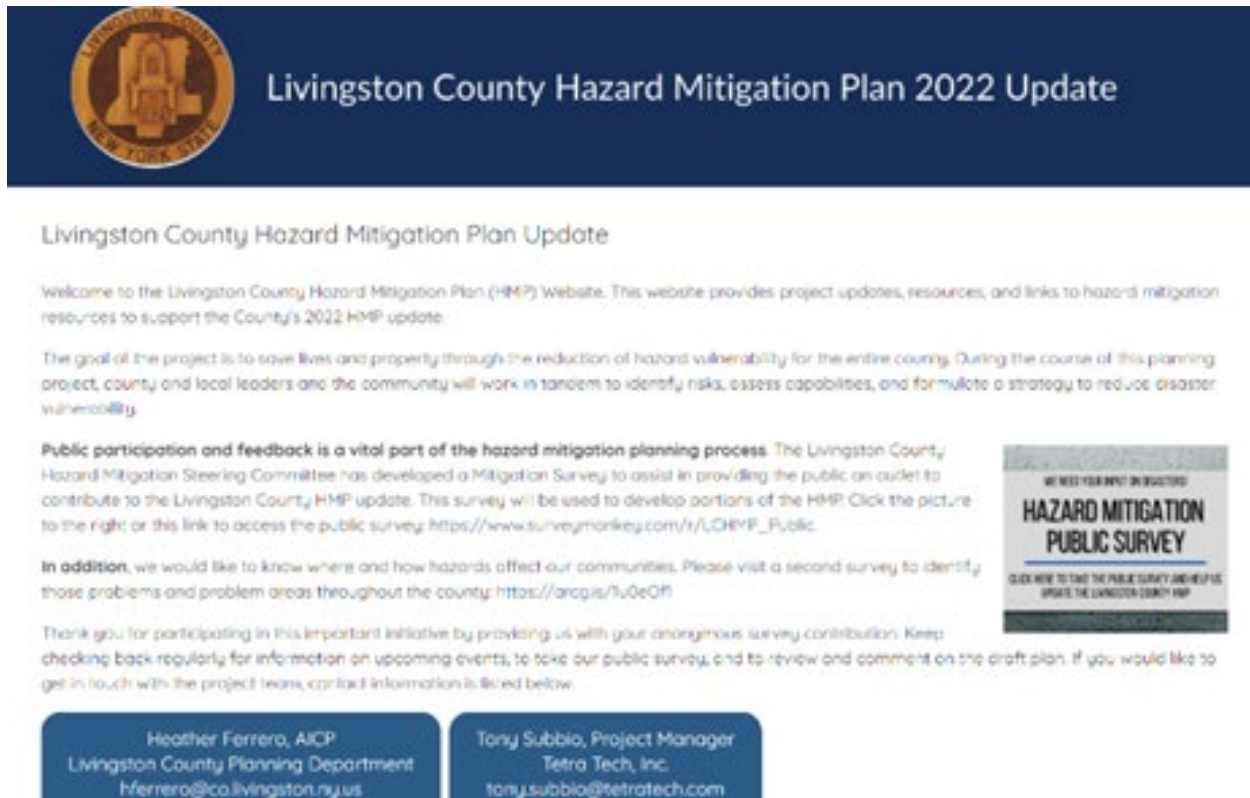 LIVINGSTON COUNTY
NEW YORK STATE
Livingston County Hazard Mitigation Plan 2022 Update
Livingston County Hazard Mitigation Plan Update
Welcome to the Livingston County Hazard Mitigation Plan (HMP) Website. This website provides project updates, resources, and links to hazard mitigation
resources to support the County's 2022 HMP update.
The goal of the project is to save lives and property through the reduction of hazard vulnerability for the entire county. During the course of this planning
project, county and local leaders and the community will work in tandem to identify risks, assess capabilities, and formulate a strategy to reduce disaster
vulnerability.
Public participation and feedback is a vital part of the hazard mitigation planning process. The Livingston County
Hazard Mitigation Steering Committee has developed a Mitigation Survey to assist in providing the public an outlet to
contribute to the Livingston County HMP update. This survey will be used to develop portions of the HMP. Click the picture
to the right or this link to access the public survey: https://www.surveymonkey.com/r/LCHMP_Public.
In addition, we would like to know where and how hazards affect our communities. Please visit a second survey to identify
those problems and problem areas throughout the county:
WE NEED YOUR INPUT ON DISASTERS!
HAZARD MITIGATION
PUBLIC SURVEY
CLICK HERE TO TAKE THE PUBLIC SURVEY AND HELP US
UPDATE THE LIVINGSTON COUNTY HMP
Thank you for participating in this important initiative by providing us with your anonymous survey contribution. Keep
checking back regularly for information on upcoming events, to take our public survey, and to review and comment on the draft plan. If you would like to
get in touch with the project team, contact information is listed below.
Heather Ferrero, AICP
Livingston County Planning Department
hferrero@co.livingston.ny.us
Tony Subbio, Project Manager
Tetra Tech, Inc.
tony.subbio@tetratech.com